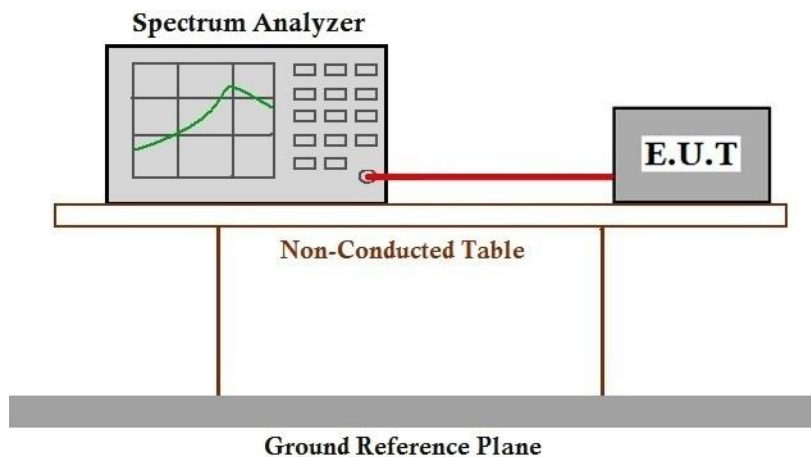 Spectrum Analyzer
E.U.T
Non-Conducted Table
Ground Reference Plane